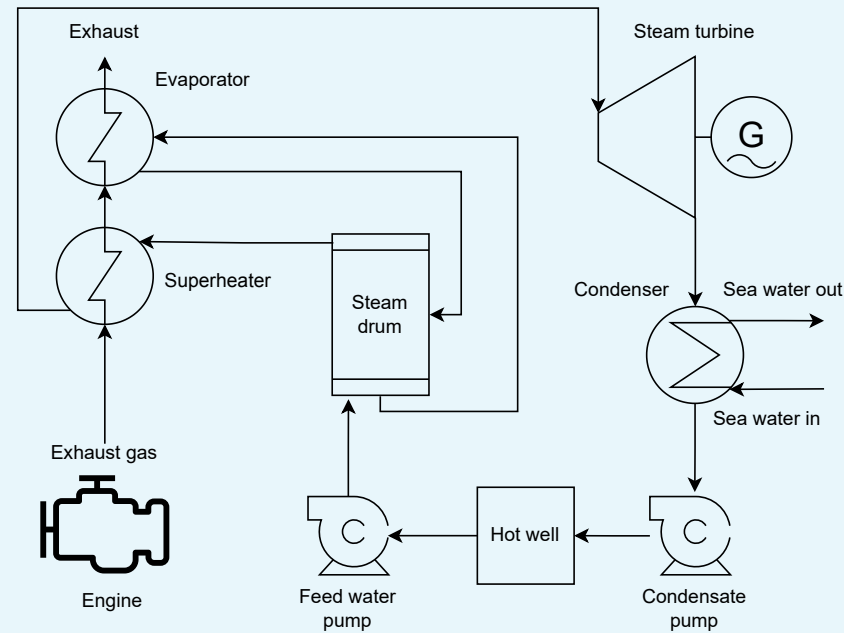 Exhaust
Steam turbine
Evaporator
G
Superheater
Steam
drum
Condenser
Sea water out
Sea water in
Exhaust gas
Hot well
C
C
Engine
Feed water
pump
Condensate
pump